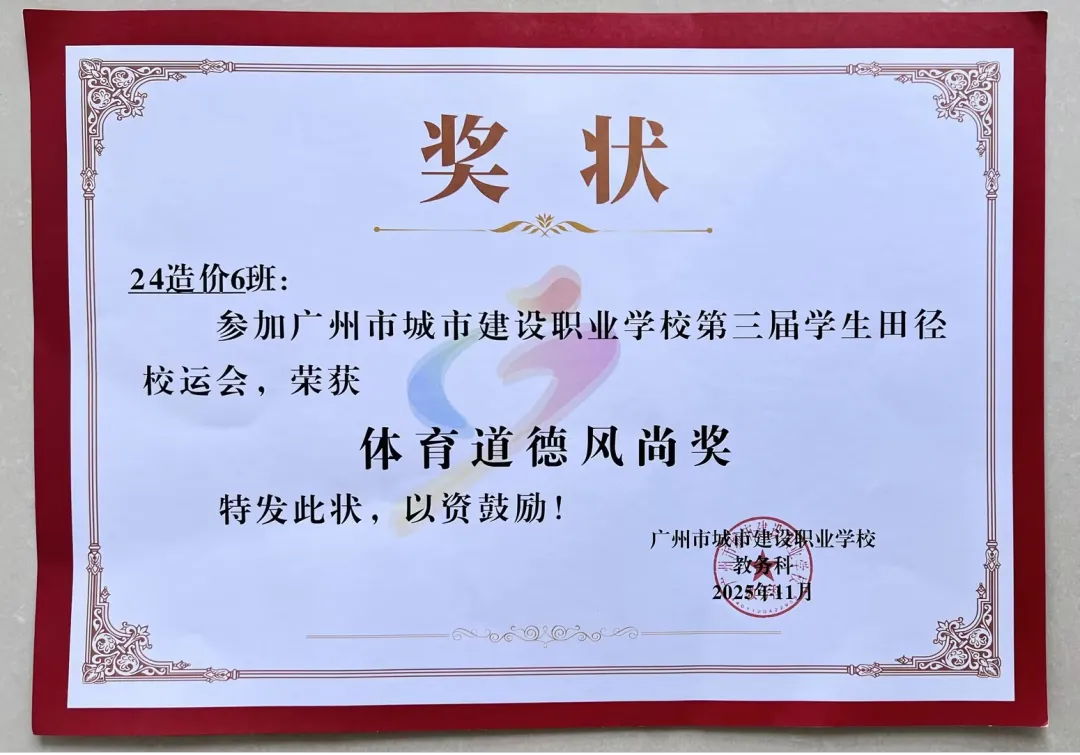 奖状
24造价6班：
参加广州市城市建设职业学校第三届学生田径
校运会，荣获
体育道德风尚奖
特发此状，以资鼓励！
广州市城市建设职业学校
教务科
2025年11月